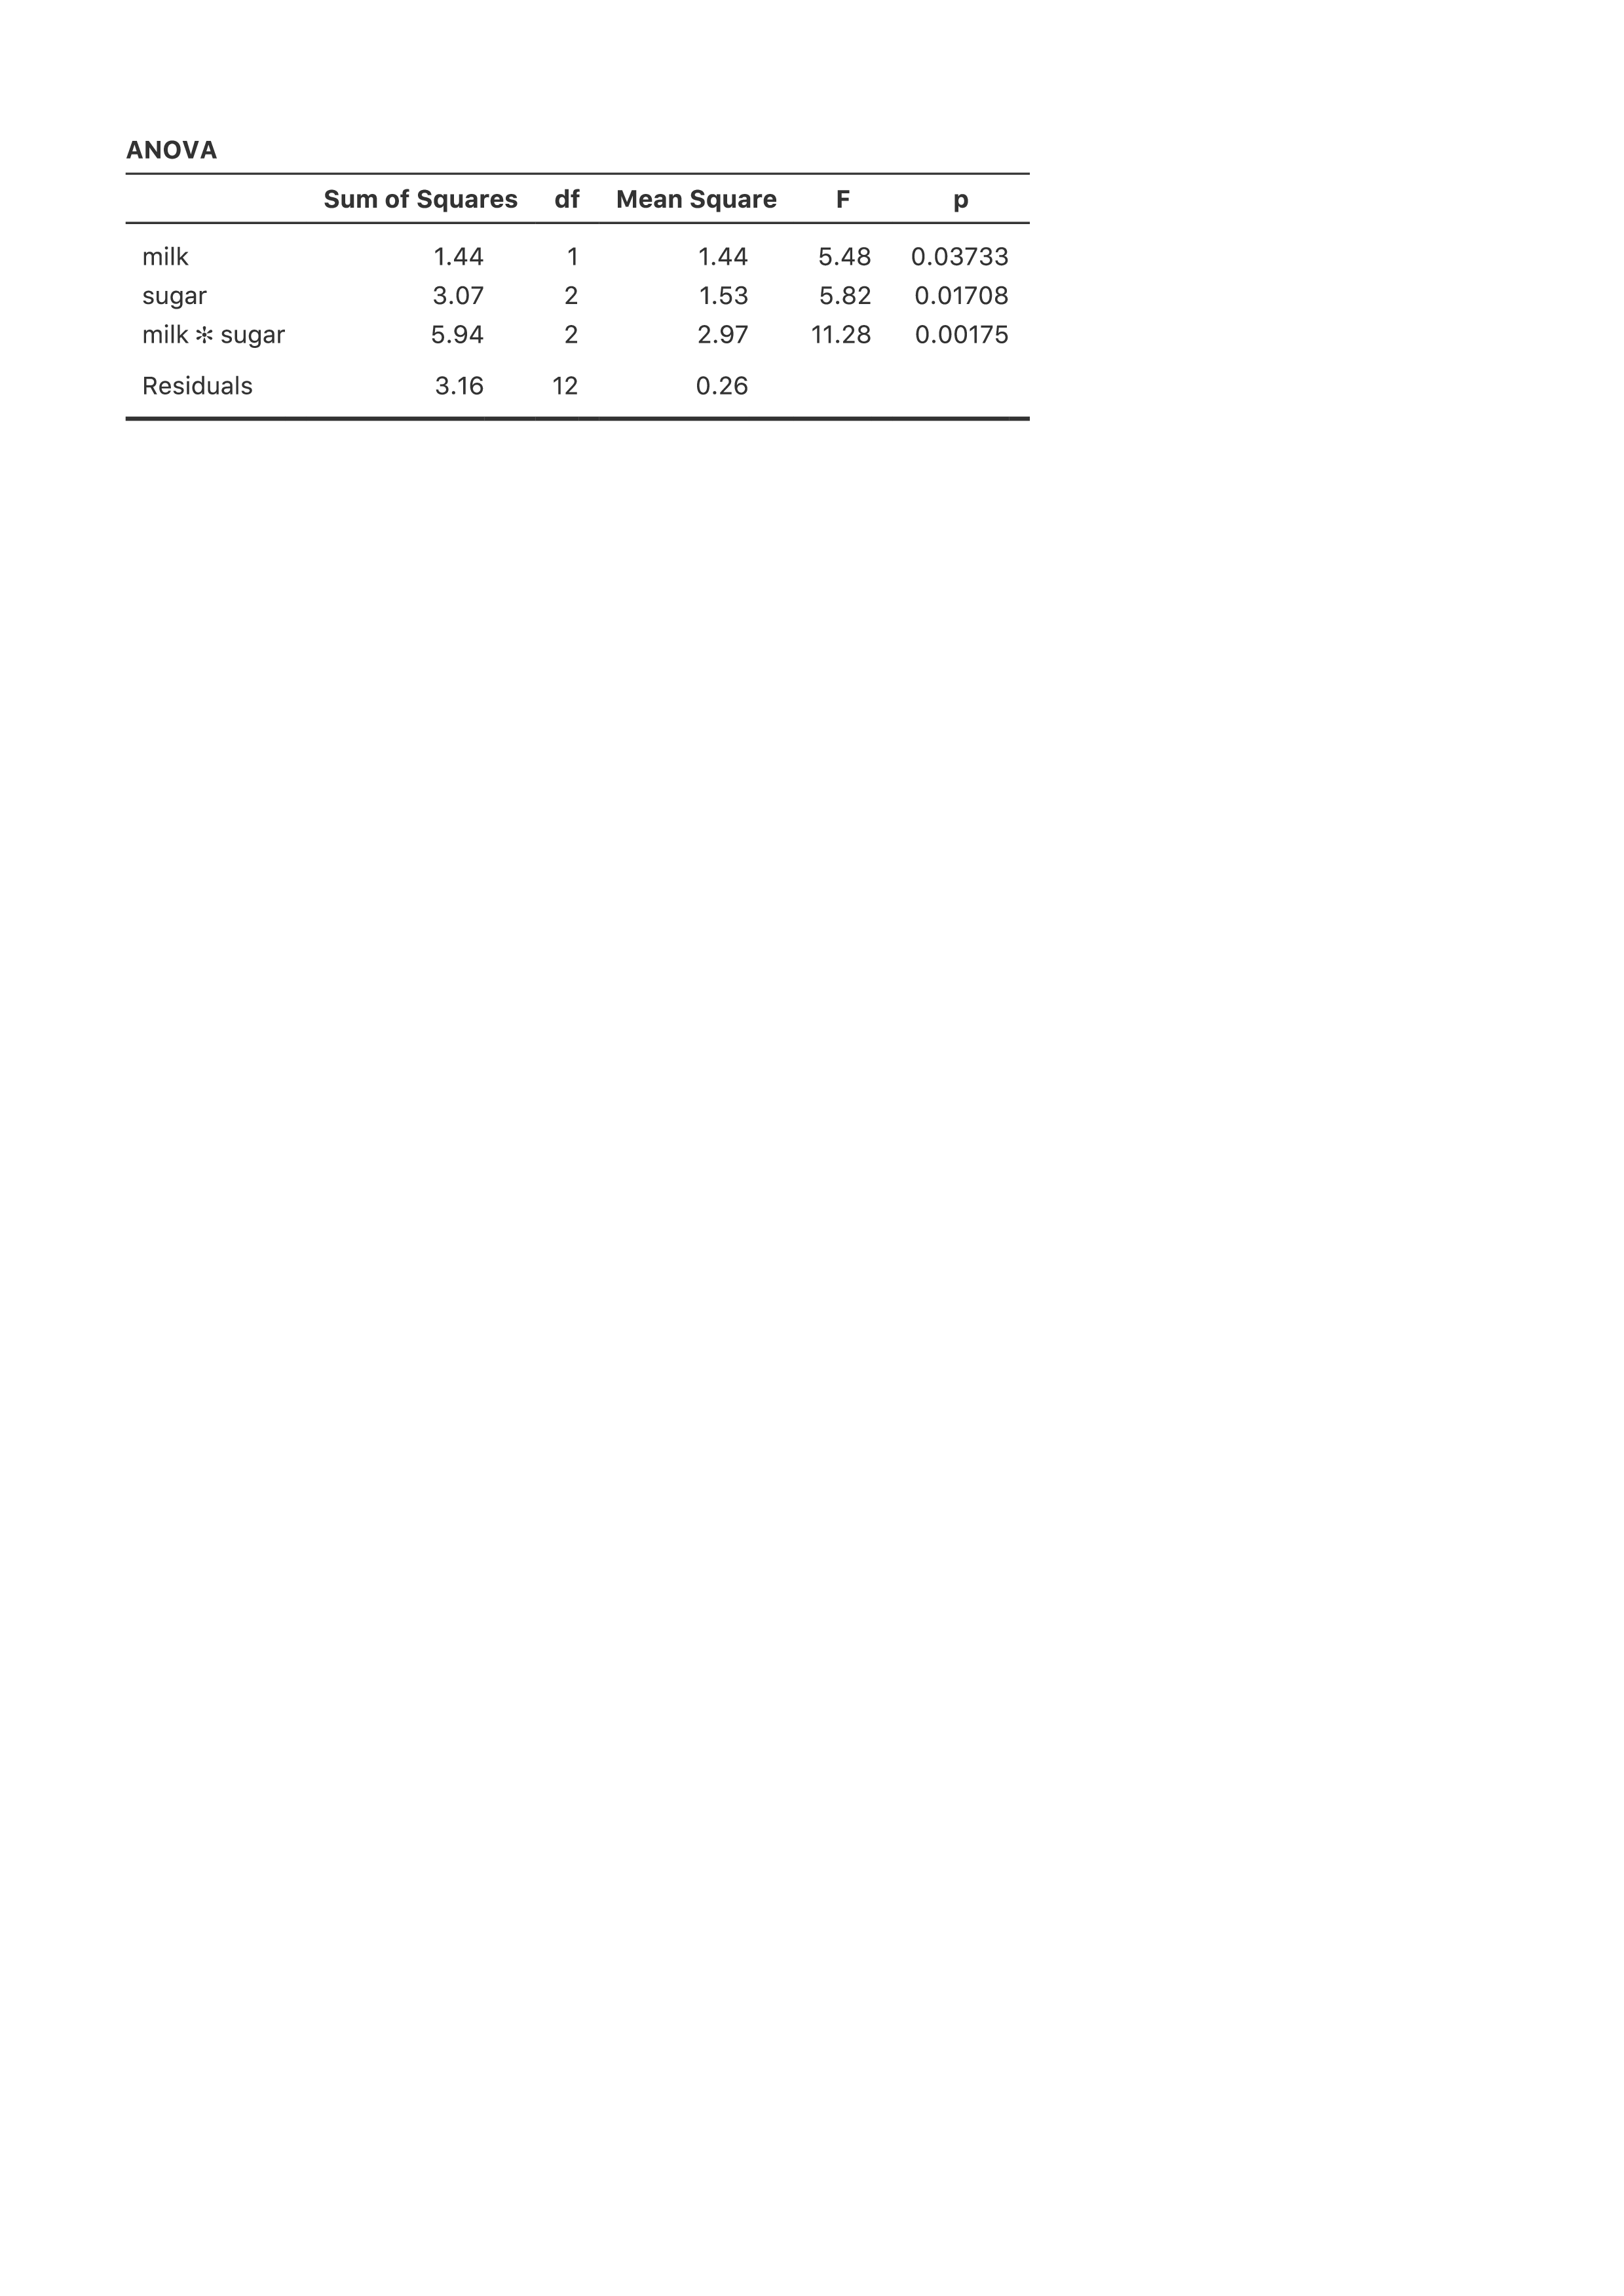 ANOVA
Sum of Squares df Mean Square F p
milk 1.44 1 1.44 5.48 0.03733
sugar 3.07 2 1.53 5.82 0.01708
milk ✻ sugar 5.94 2 2.97 11.28 0.00175
Residuals 3.16 12 0.26